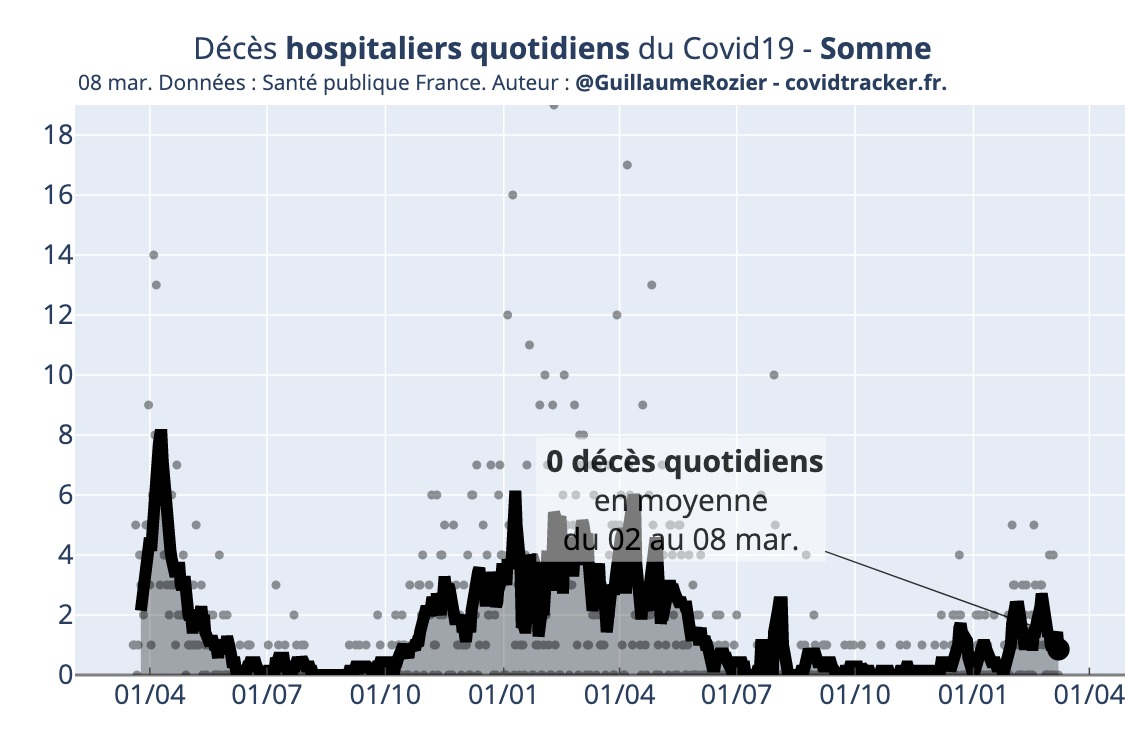 Décès hospitaliers quotidiens du Covid19 - Somme
08 mar. Données : Santé publique France. Auteur : @GuillaumeRozier - covidtracker.fr.
18
16
14
12
10
8
6
4
2
0
0 décès quotidiens
en moyenne
du 02 au 08 mar.
01/04 01/07 01/10 01/01 01/04 01/07 01/10 01/01 01/04